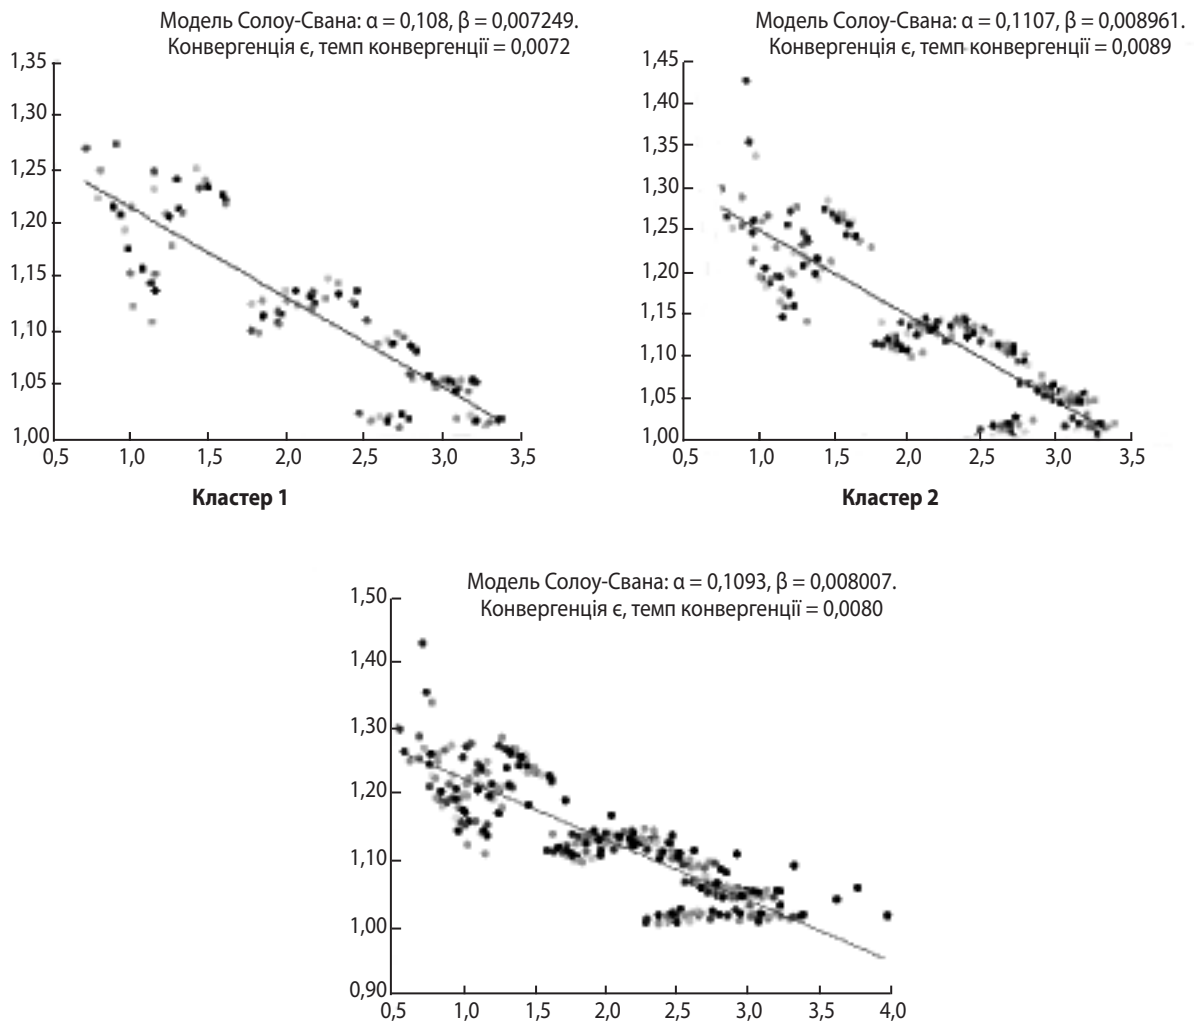 Модель Солоу-Свана: α = 0,108, β = 0,007249.
Конвергенція є, темп конвергенції = 0,0072
1,35
1,30
1,25
1,20
1,15
1,10
1,05
1,00
0,5 1,0 1,5 2,0 2,5 3,0 3,5
Кластер 1
Модель Солоу-Свана: α = 0,1107, β = 0,008961.
Конвергенція є, темп конвергенції = 0,0089
1,45
1,40
1,35
1,30
1,25
1,20
1,15
1,10
1,05
1,00
0,5 1,0 1,5 2,0 2,5 3,0 3,5
Кластер 2
Модель Солоу-Свана: α = 0,1093, β = 0,008007.
Конвергенція є, темп конвергенції = 0,0080
1,50
1,40
1,30
1,20
1,10
1,00
0,90
0,5 1,0 1,5 2,0 2,5 3,0 3,5 4,0